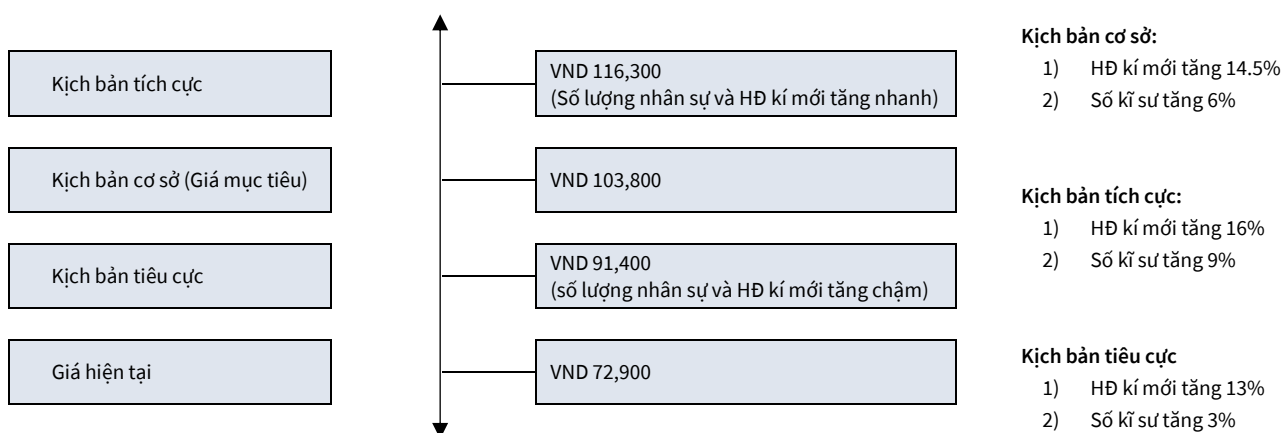 Kịch bản tích cực
VND 116,300
(Số lượng nhân sự và HĐ kí mới tăng nhanh)
Kịch bản cơ sở (Giá mục tiêu)
VND 103,800
Kịch bản tiêu cực
VND 91,400
(số lượng nhân sự và HĐ kí mới tăng chậm)
Giá hiện tại
VND 72,900
Kịch bản cơ sở:
1) HĐ kí mới tăng 14.5%
2) Số kĩ sư tăng 6%
Kịch bản tích cực:
1) HĐ kí mới tăng 16%
2) Số kĩ sư tăng 9%
Kịch bản tiêu cực
1) HĐ kí mới tăng 13%
2) Số kĩ sư tăng 3%